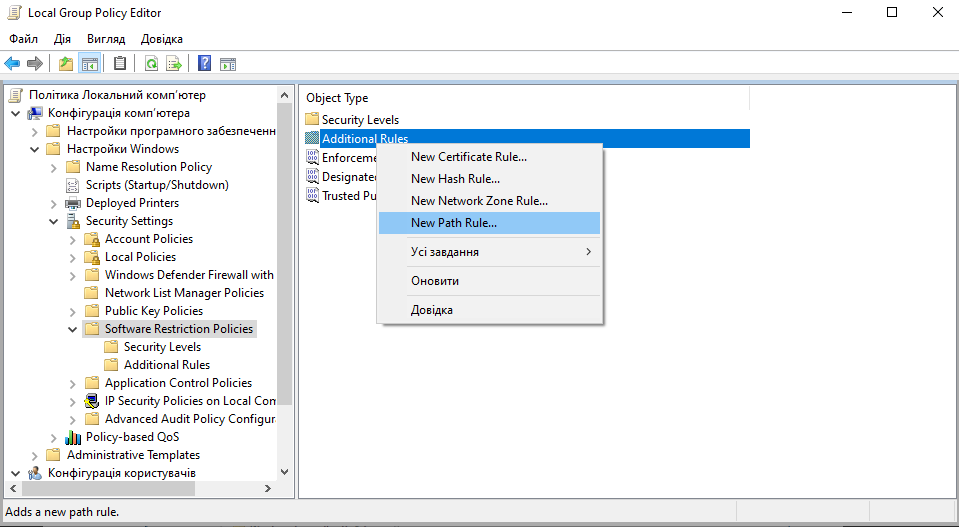 Local Group Policy Editor
Файл Дія Вигляд Довідка
Політика Локальний комп'ютер
Конфігурація комп'ютера
Настройки програмного забезпеченн
Настройки Windows
Name Resolution Policy
Scripts (Startup/Shutdown)
Deployed Printers
Security Settings
Account Policies
Local Policies
Windows Defender Firewall with
Network List Manager Policies
Public Key Policies
Software Restriction Policies
Security Levels
Additional Rules
Application Control Policies
IP Security Policies on Local Com
Advanced Audit Policy Configura
Policy-based QoS
Administrative Templates
Конфігурація користувачів
Object Type
Security Levels
Additional Rules
Enforceme
Designated
Trusted Pu
New Certificate Rule...
New Hash Rule...
New Network Zone Rule...
New Path Rule...
Усі завдання
Оновити
Довідка
Adds a new path rule.